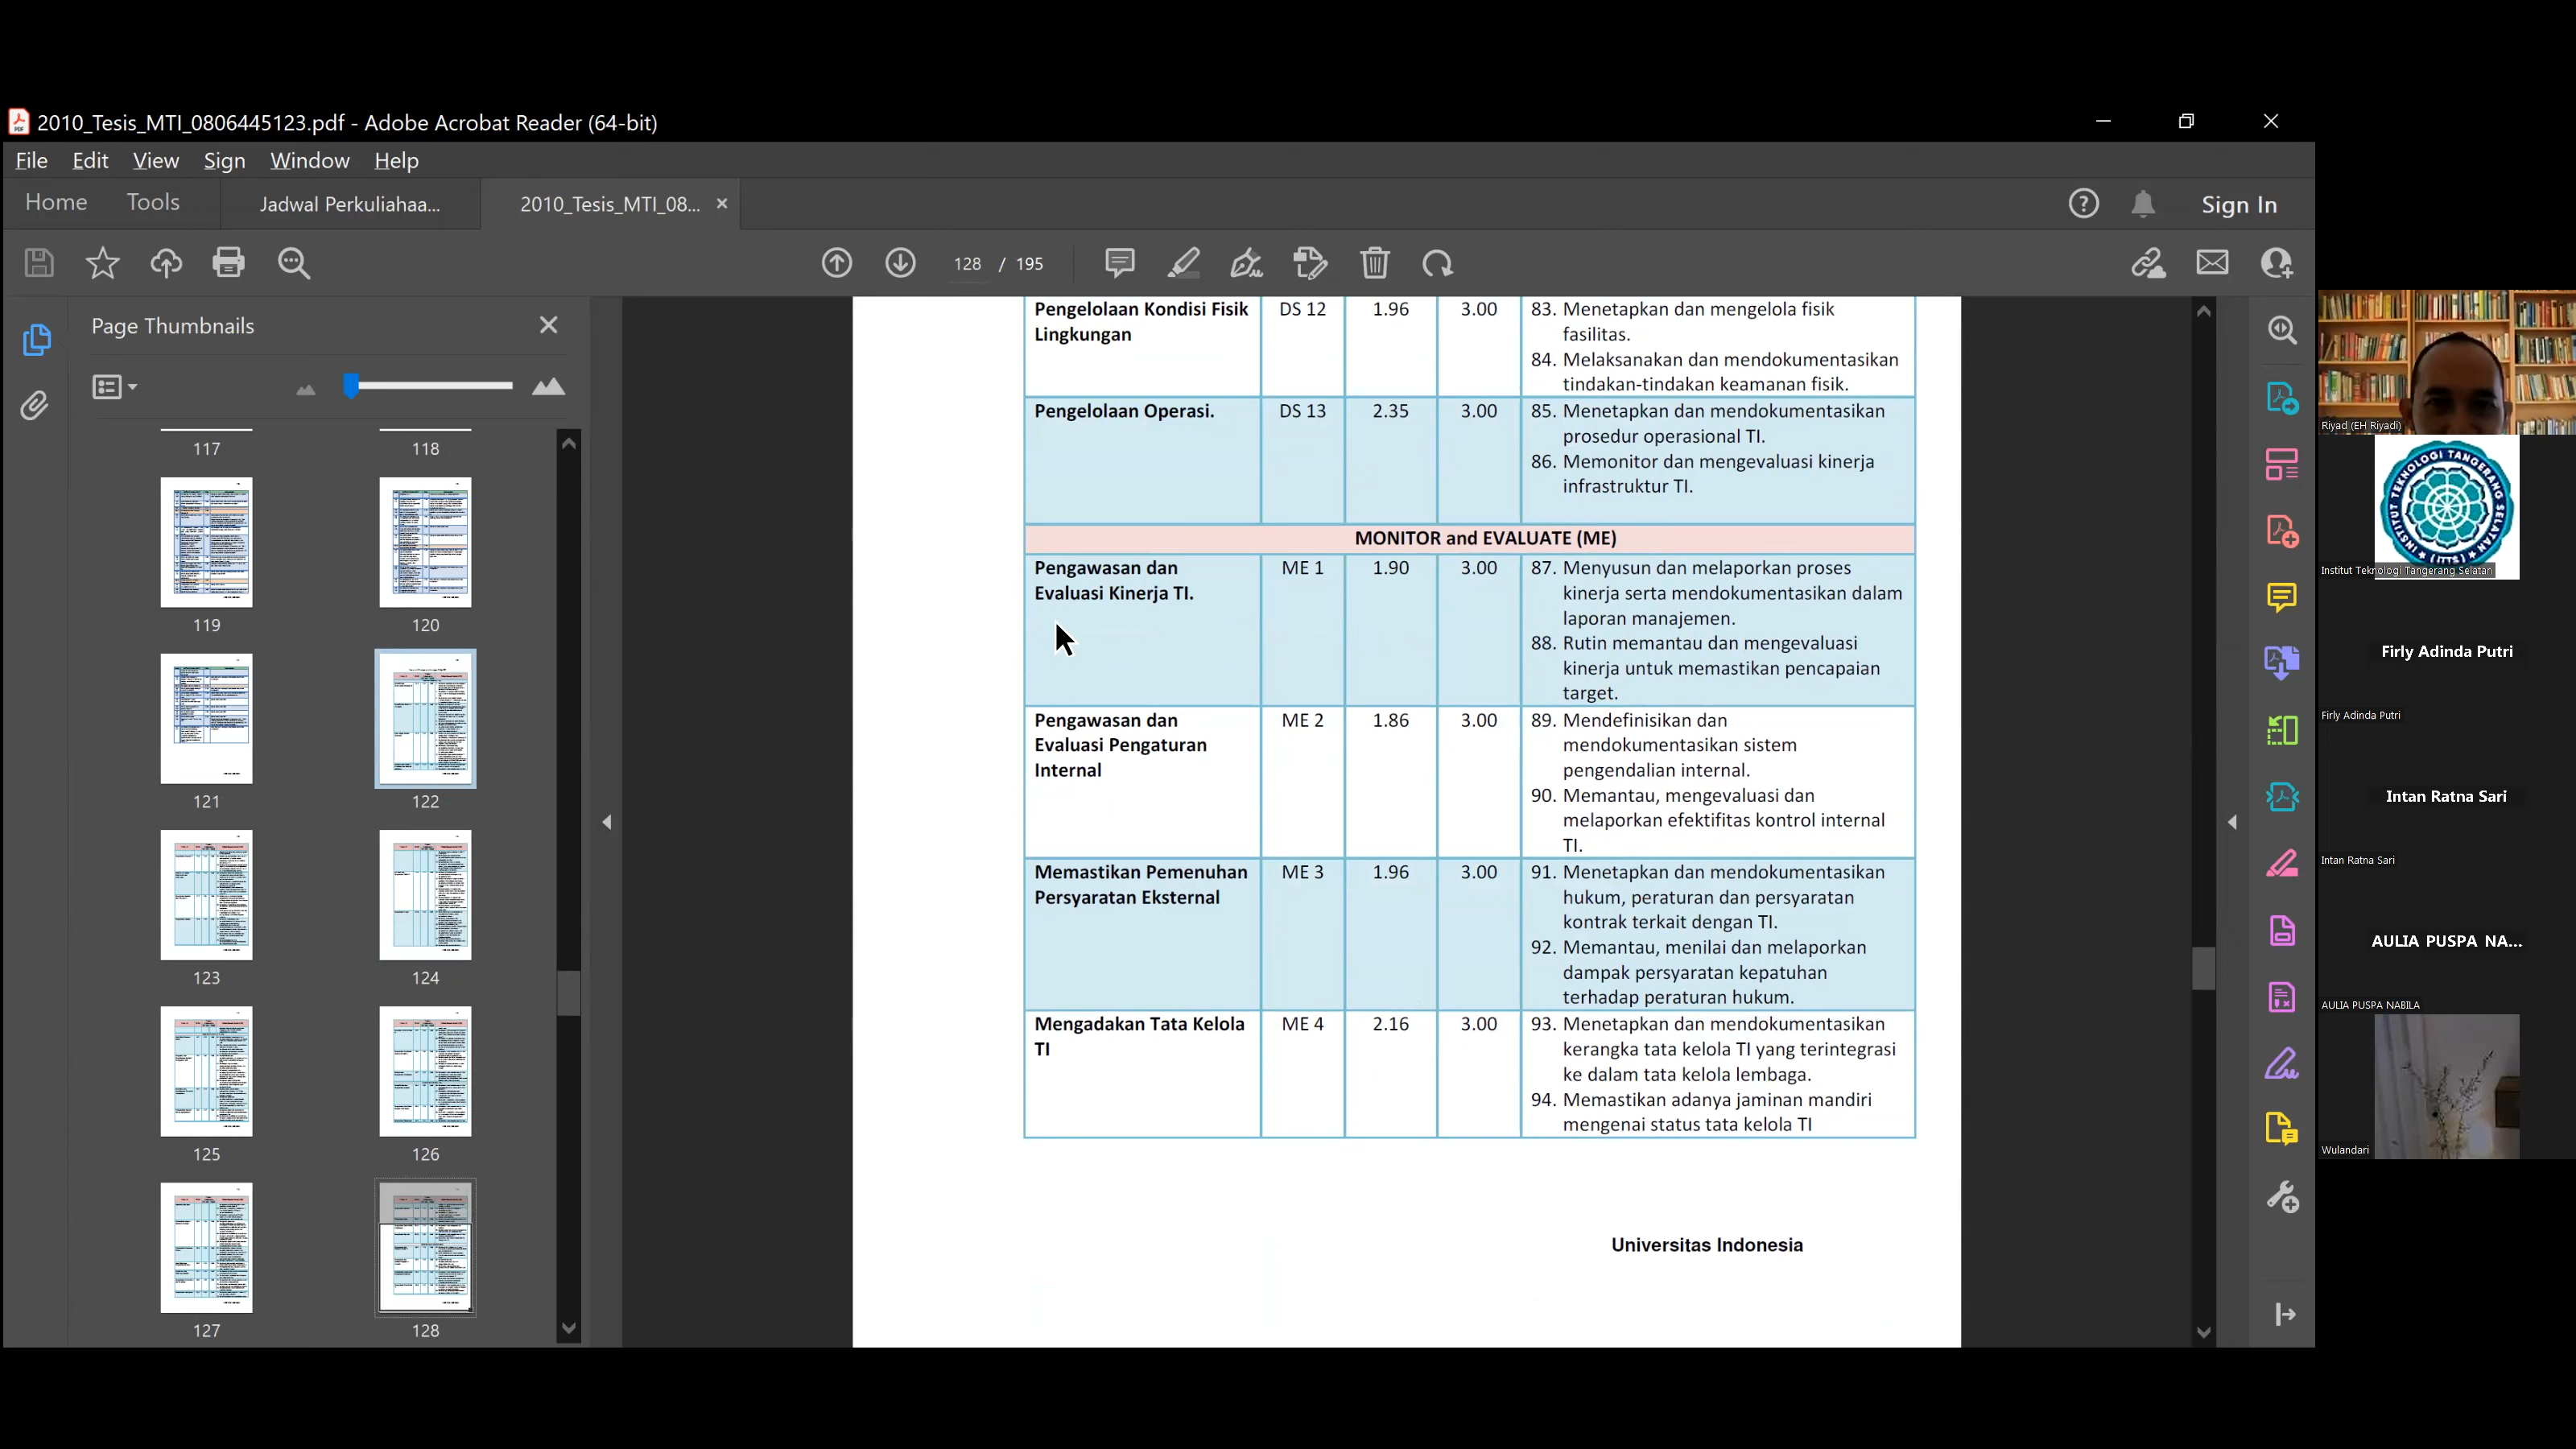 2010_Tesis_MTI_0806445123.pdf - Adobe Acrobat Reader (64-bit)
File Edit View Sign Window Help
Home Tools Jadwal Perkuliahaa... 2010_Tesis_MTI_08... Sign In
128 / 195
Page Thumbnails
117 118
119 120
121 122
123 124
125 126
127 128
Pengelolaan Kondisi Fisik
Lingkungan
DS 12
1.96
3.00
83. Menetapkan dan mengelola fisik
fasilitas.
84. Melaksanakan dan mendokumentasikan
tindakan-tindakan keamanan fisik.
Pengelolaan Operasi.
DS 13
2.35
3.00
85. Menetapkan dan mendokumentasikan
prosedur operasional TI.
86. Memonitor dan mengevaluasi kinerja
infrastruktur TI.
MONITOR and EVALUATE (ME)
Pengawasan dan
Evaluasi Kinerja TI.
ME 1
1.90
3.00
87. Menyusun dan melaporkan proses
kinerja serta mendokumentasikan dalam
laporan manajemen.
88. Rutin memantau dan mengevaluasi
kinerja untuk memastikan pencapaian
target.
Pengawasan dan
Evaluasi Pengaturan
Internal
ME 2
1.86
3.00
89. Mendefinisikan dan
mendokumentasikan sistem
pengendalian internal.
90. Memantau, mengevaluasi dan
melaporkan efektifitas kontrol internal
TI.
Memastikan Pemenuhan
Persyaratan Eksternal
ME 3
1.96
3.00
91. Menetapkan dan mendokumentasikan
hukum, peraturan dan persyaratan
kontrak terkait dengan TI.
92. Memantau, menilai dan melaporkan
dampak persyaratan kepatuhan
terhadap peraturan hukum.
Mengadakan Tata Kelola
TI
ME 4
2.16
3.00
93. Menetapkan dan mendokumentasikan
kerangka tata kelola TI yang terintegrasi
ke dalam tata kelola lembaga.
94. Memastikan adanya jaminan mandiri
mengenai status tata kelola TI
Universitas Indonesia
Riyad (EH Riyadi)
INSTITUT TEKNOLOGI TANGERANG SELATAN
(ITTS)
Institut Teknologi Tangerang Selatan
Firly Adinda Putri
Firly Adinda Putri
Intan Ratna Sari
Intan Ratna Sari
AULIA PUSPA NA...
AULIA PUSPA NABILA
Wulandari